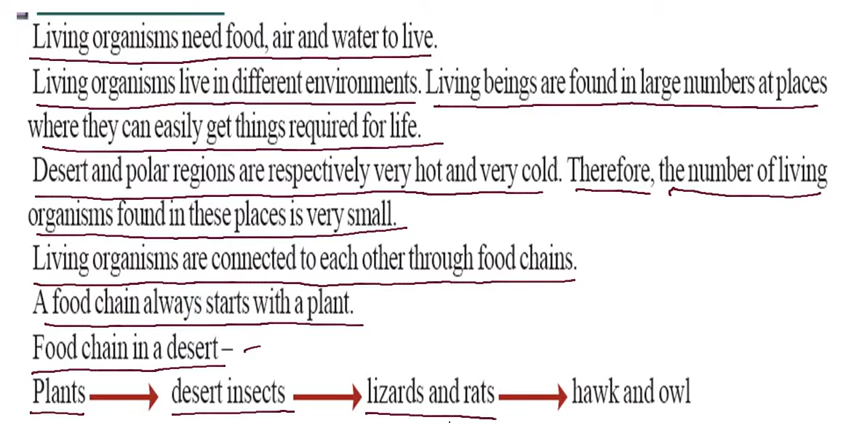 Living organisms need food, air and water to live.
Living organisms live in different environments. Living beings are found in large numbers at places
where they can easily get things required for life.
Desert and polar regions are respectively very hot and very cold. Therefore, the number of living
organisms found in these places is very small.
Living organisms are connected to each other through food chains.
A food chain always starts with a plant.
Food chain in a desert –
Plants → desert insects → lizards and rats → hawk and owl